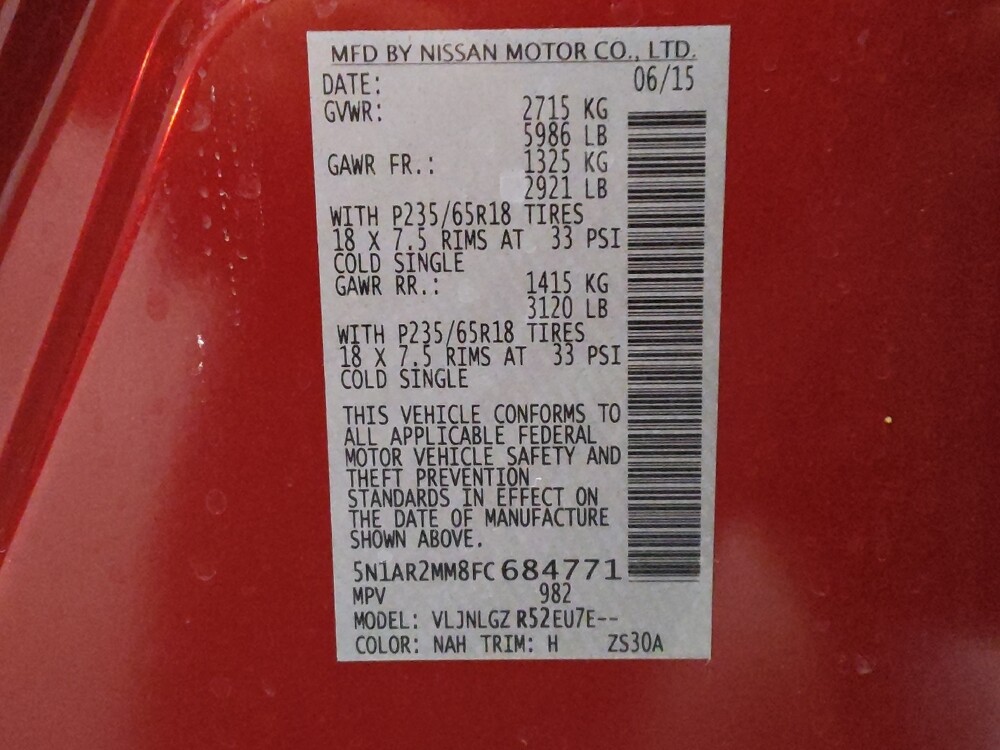 MFD BY NISSAN MOTOR CO., LTD.
DATE: 06/15
GVWR: 2715 KG
5986 LB
GAWR FR.: 1325 KG
2921 LB
WITH P235/65R18 TIRES
18 X 7.5 RIMS AT 33 PSI
COLD SINGLE
GAWR RR.: 1415 KG
3120 LB
WITH P235/65R18 TIRES
18 X 7.5 RIMS AT 33 PSI
COLD SINGLE
THIS VEHICLE CONFORMS TO
ALL APPLICABLE FEDERAL
MOTOR VEHICLE SAFETY AND
THEFT PREVENTION
STANDARDS IN EFFECT ON
THE DATE OF MANUFACTURE
SHOWN ABOVE.
5N1AR2MM8FC684771
MPV 982
MODEL: VLJNLGZ R52EU7E--
COLOR: NAH TRIM: H ZS30A